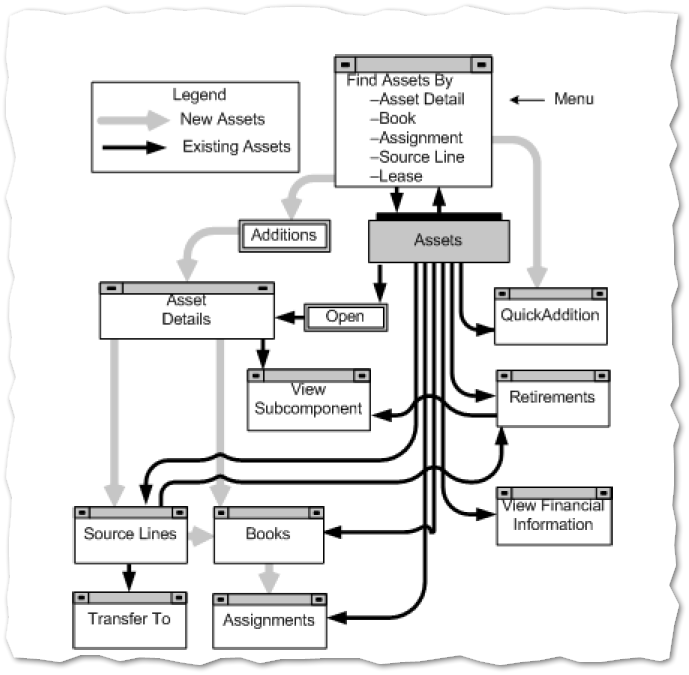 Legend
New Assets
Existing Assets
Find Assets By
–Asset Detail
–Book
–Assignment
–Source Line
–Lease
Menu
Additions
Assets
Asset
Details
Open
QuickAddition
View
Subcomponent
Retirements
Source Lines
Books
View Financial
Information
Transfer To
Assignments